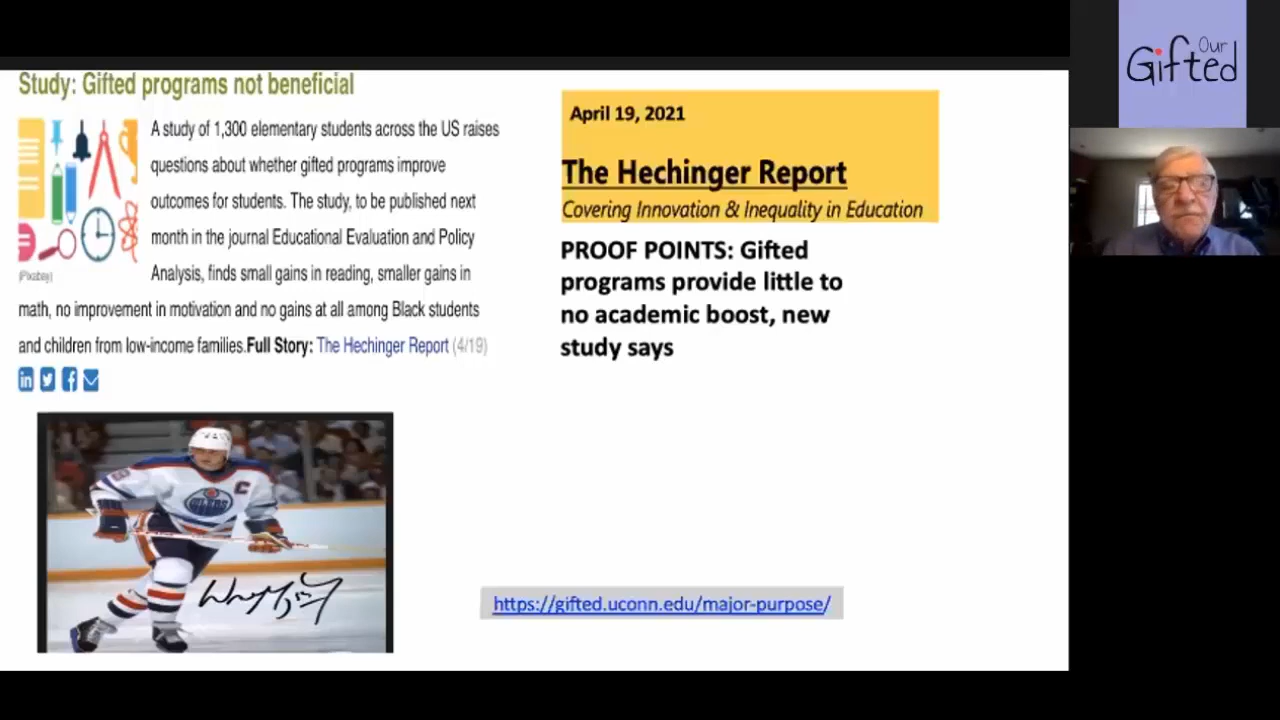 Study: Gifted programs not beneficial
A study of 1,300 elementary students across the US raises
questions about whether gifted programs improve
outcomes for students. The study, to be published next
month in the journal Educational Evaluation and Policy
(Pixabay)
Analysis, finds small gains in reading, smaller gains in
math, no improvement in motivation and no gains at all among Black students
and children from low-income families.Full Story: The Hechinger Report (4/19)
in
f
C
OILERS
April 19, 2021
The Hechinger Report
Covering Innovation & Inequality in Education
PROOF POINTS: Gifted
programs provide little to
no academic boost, new
study says
https://gifted.uconn.edu/major-purpose/
Our
Gifted